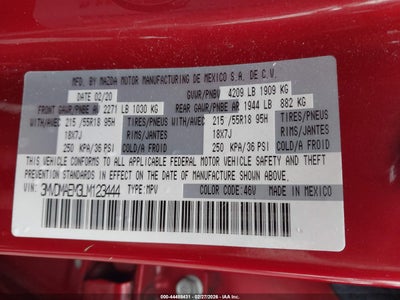 MFD. BY MAZDA MOTOR MANUFACTURING DE MEXICO S.A. DE C.V.
DATE 02/20 GVWR/PNBV 4209 LB 1909 KG
FRONT GAWR/PNBE AV 2271 LB 1030 KG REAR GAWR/PNBE AR 1944 LB 882 KG
WITH/AVEC 215 /55R18 95H TIRES/PNEUS WITH/AVEC 215 /55R18 95H TIRES/PNEUS
18X7J RIMS/JANTES 18X7J RIMS/JANTES
250 KPA/36 PSI COLD/A FROID 250 KPA/36 PSI COLD/A FROID
THIS VEHICLE CONFORMS TO ALL APPLICABLE FEDERAL MOTOR VEHICLE SAFETY,
BUMPER, AND THEFT PREVENTION STANDARDS IN EFFECT ON THE DATE OF
MANUFACTURE SHOWN ABOVE.
VIN: TYPE: MPV COLOR CODE: 46V MADE IN MEXICO
000-44488431 - 02/27/2026 -